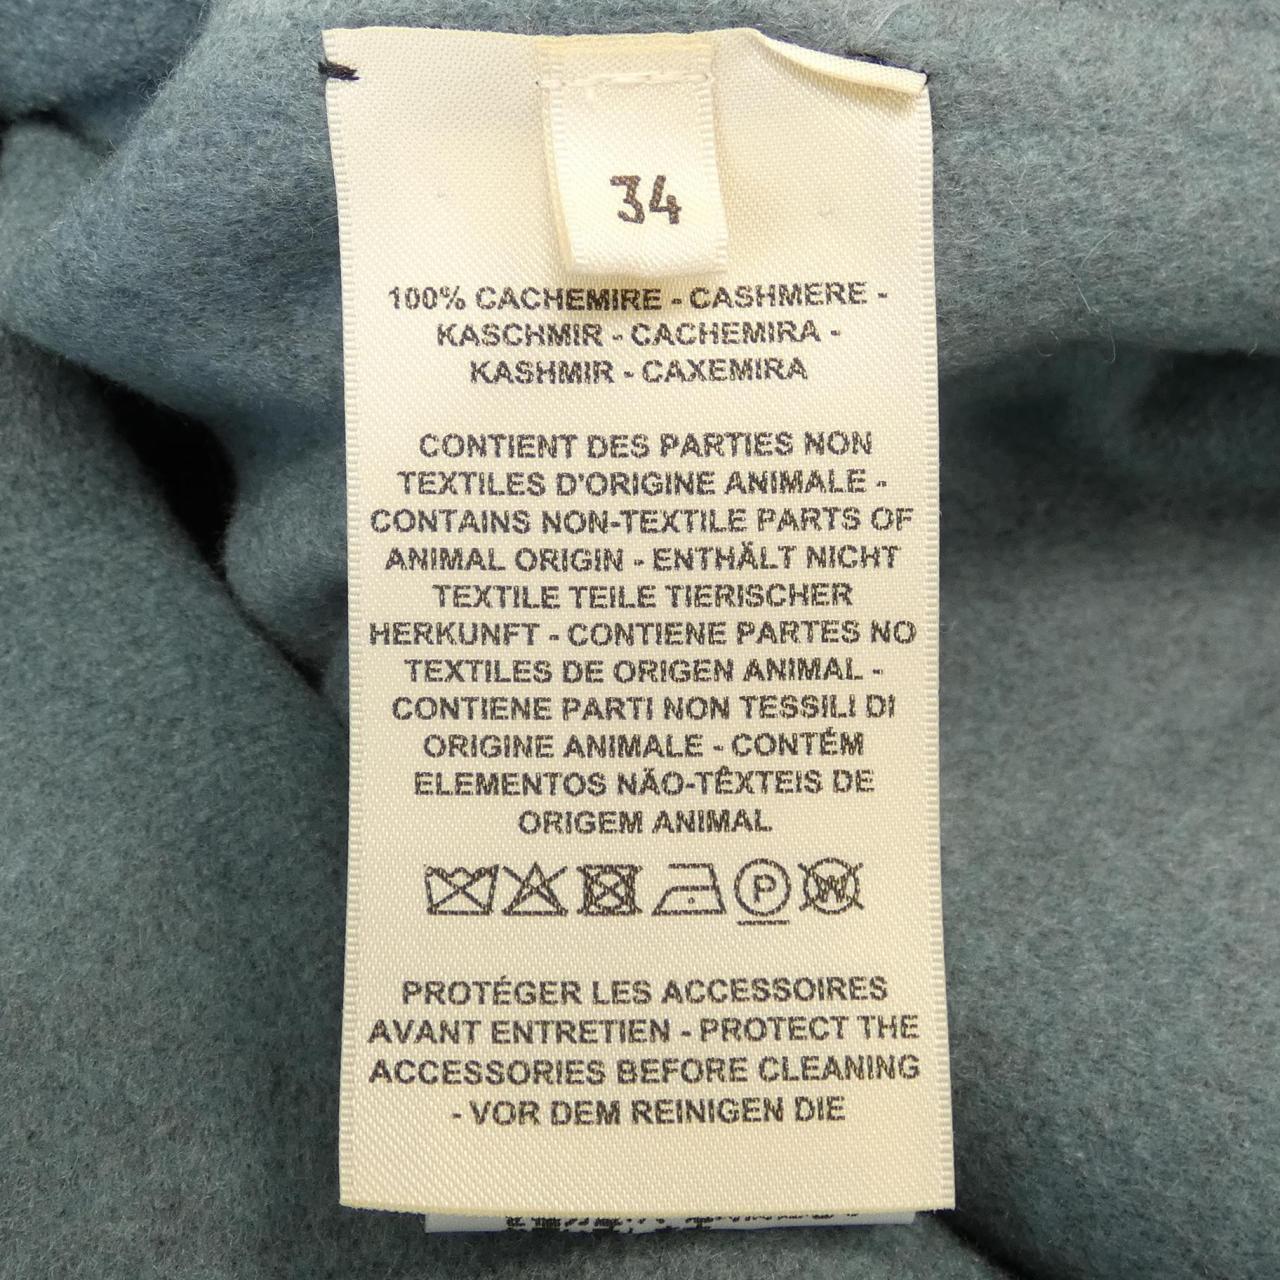 34
100% CACHEMIRE - CASHMERE -
KASCHMIR - CACHEMIRA -
KASHMIR - CAXEMIRA
CONTIENT DES PARTIES NON
TEXTILES D'ORIGINE ANIMALE -
CONTAINS NON-TEXTILE PARTS OF
ANIMAL ORIGIN - ENTHÄLT NICHT
TEXTILE TEILE TIERISCHER
HERKUNFT - CONTIENE PARTES NO
TEXTILES DE ORIGEN ANIMAL -
CONTIENE PARTI NON TESSILI DI
ORIGINE ANIMALE - CONTÉM
ELEMENTOS NÃO-TÊXTEIS DE
ORIGEM ANIMAL
P W
PROTÉGER LES ACCESSOIRES
AVANT ENTRETIEN - PROTECT THE
ACCESSORIES BEFORE CLEANING
- VOR DEM REINIGEN DIE